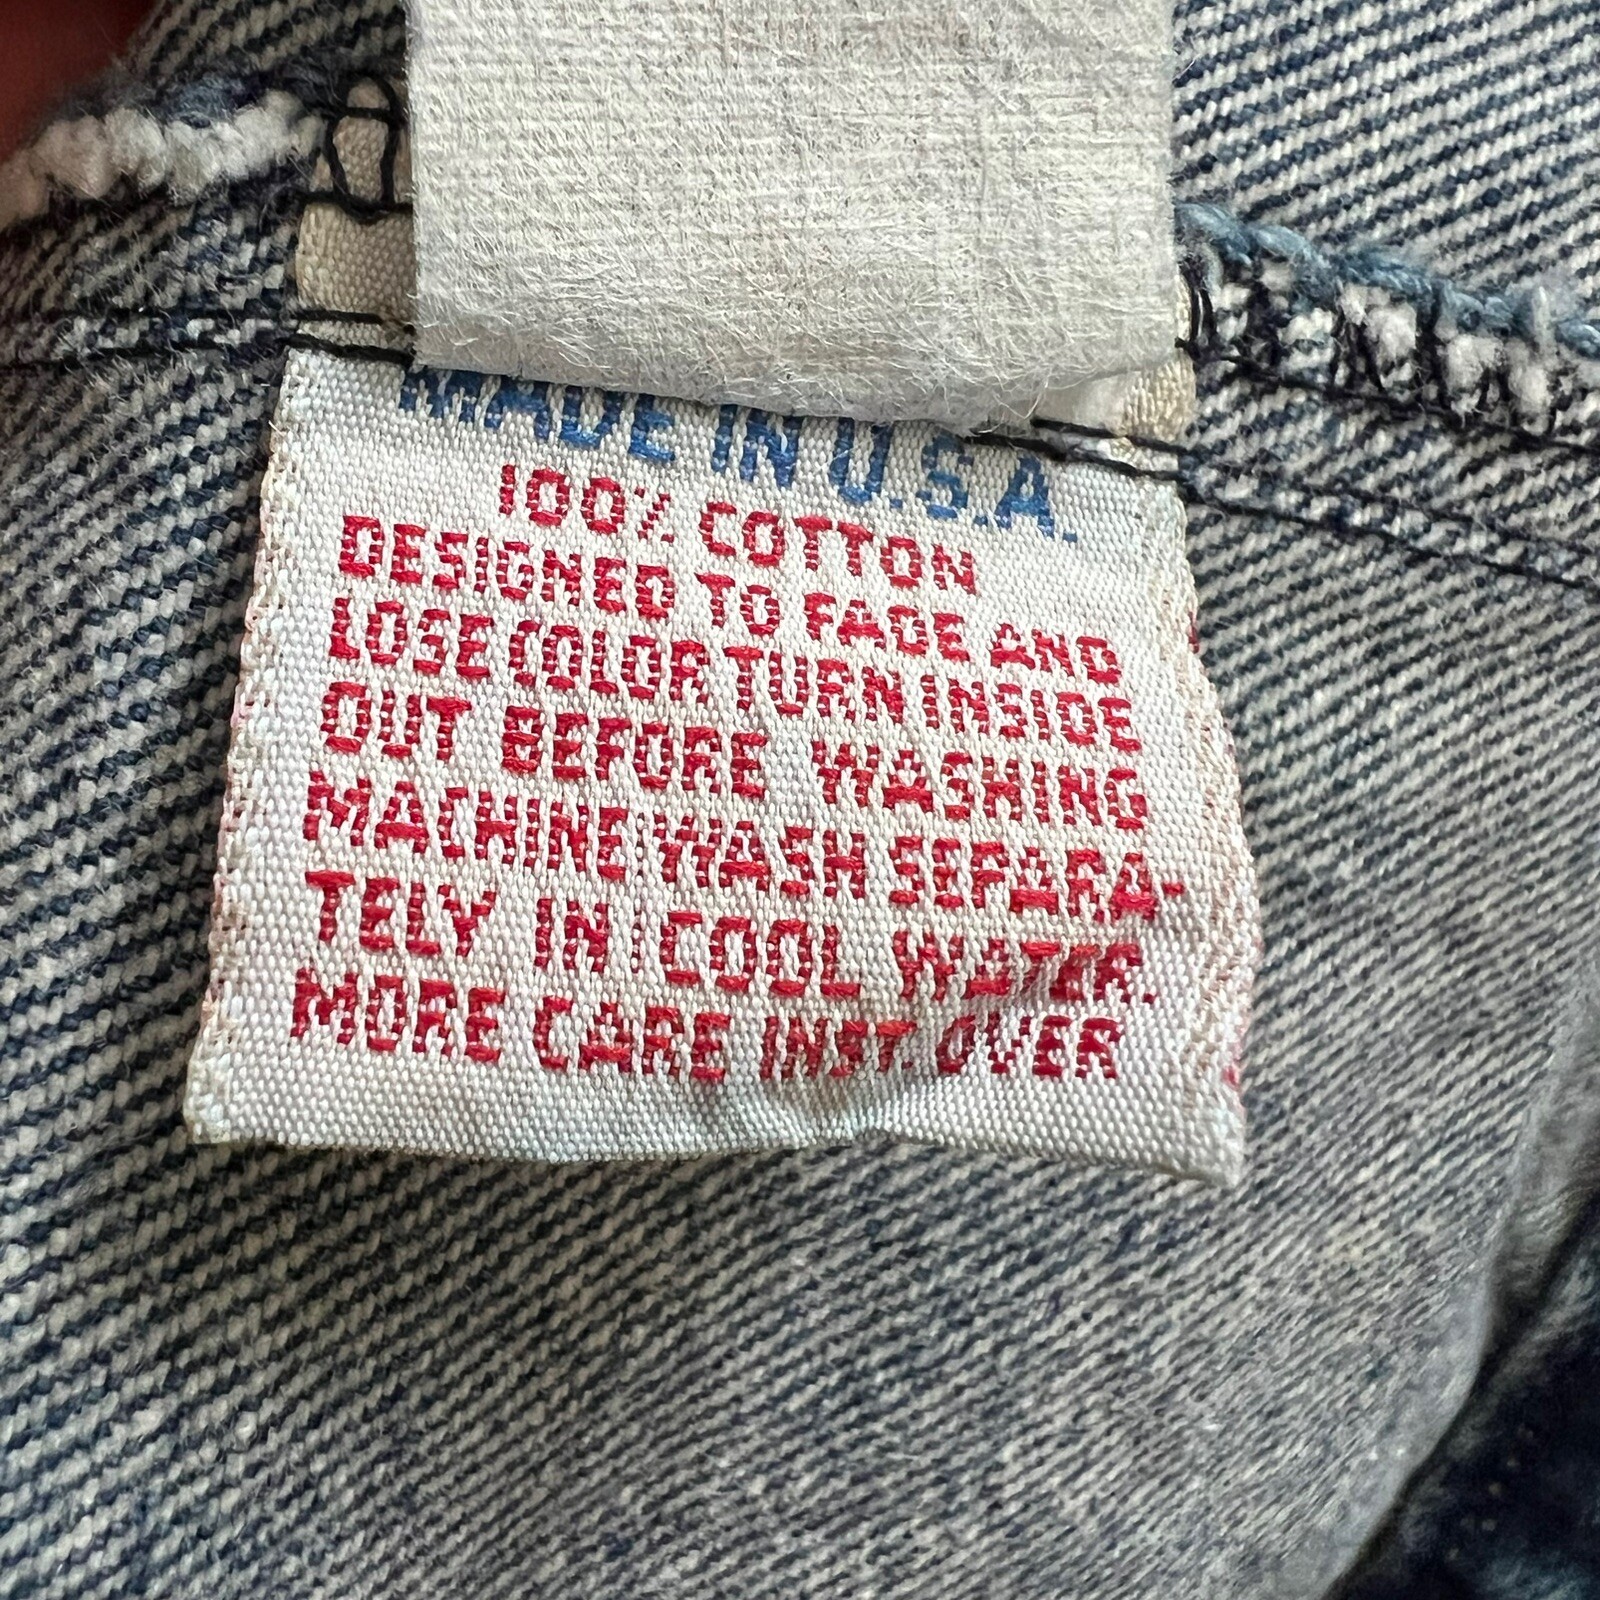 MADE IN U.S.A.
100% COTTON
DESIGNED TO FADE AND
LOSE COLOR TURN INSIDE
OUT BEFORE WASHING
MACHINE WASH SEPARA-
TELY IN COOL WATER.
MORE CARE INST. OVER